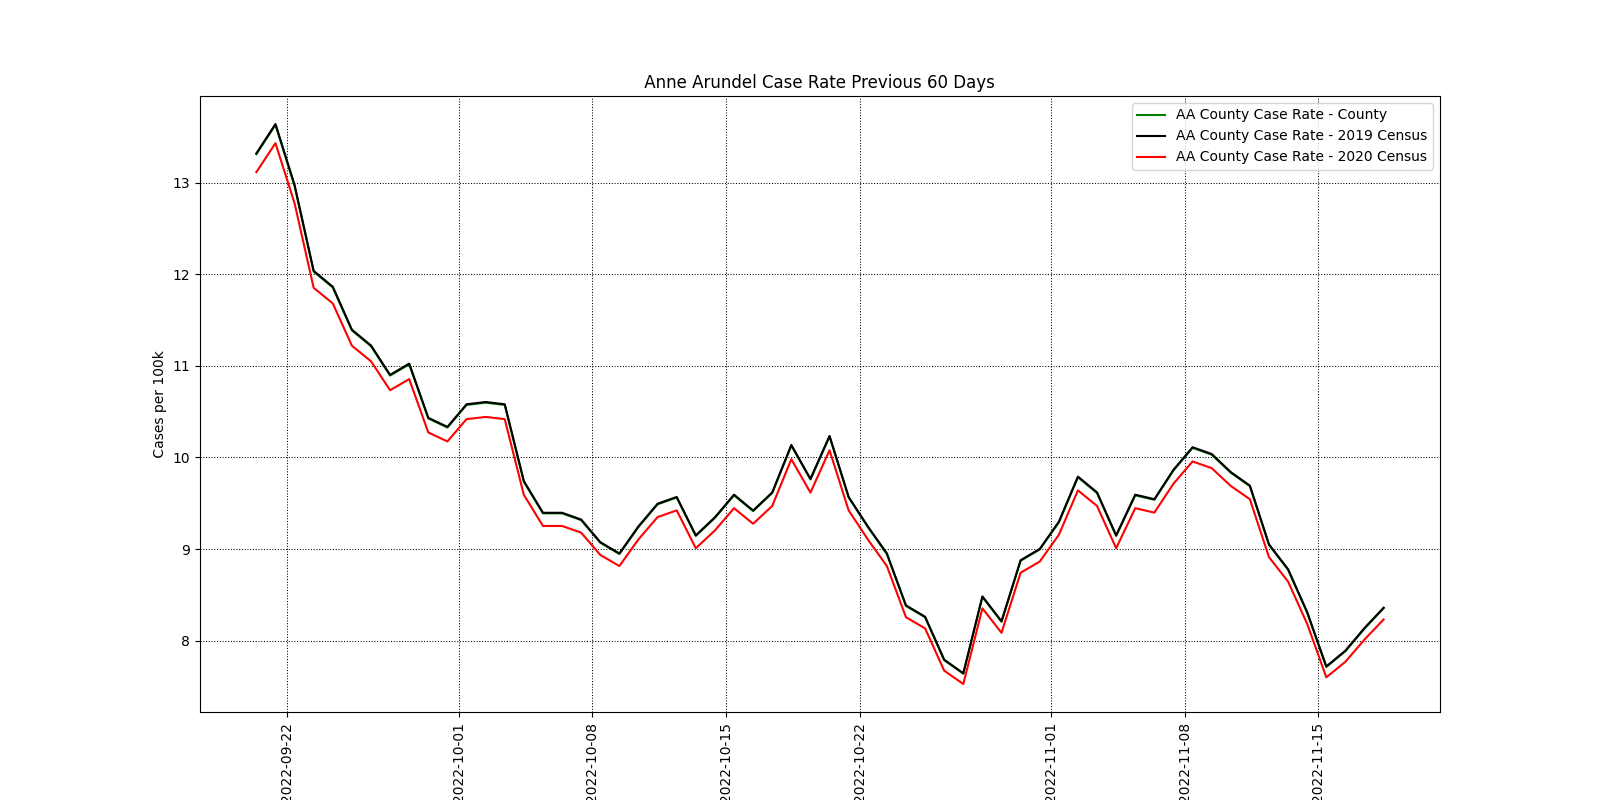 Anne Arundel Case Rate Previous 60 Days
AA County Case Rate - County
AA County Case Rate - 2019 Census
AA County Case Rate - 2020 Census
Cases per 100k
13
12
11
10
9
8
2022-09-22
2022-10-01
2022-10-08
2022-10-15
2022-10-22
2022-11-01
2022-11-08
2022-11-15